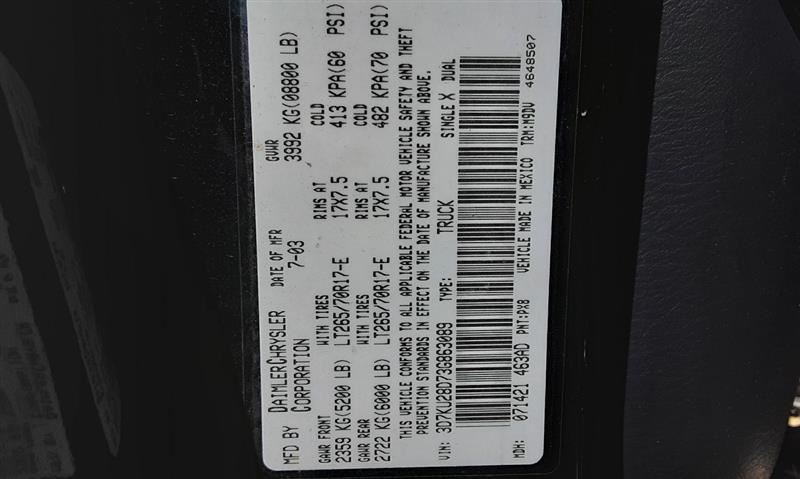 MFD BY DAIMLERCHRYSLER CORPORATION DATE OF MFR 7-03 GVWR 3992 KG(08800 LB)
GAWR FRONT WITH TIRES RIMS AT COLD
2359 KG(5200 LB) LT265/70R17-E 17X7.5 413 KPA(60 PSI)
GAWR REAR WITH TIRES RIMS AT COLD
2722 KG(6000 LB) LT265/70R17-E 17X7.5 482 KPA(70 PSI)
THIS VEHICLE CONFORMS TO ALL APPLICABLE FEDERAL MOTOR VEHICLE SAFETY AND THEFT
PREVENTION STANDARDS IN EFFECT ON THE DATE OF MANUFACTURE SHOWN ABOVE.
VIN: 3D7KU28D73G863089 TYPE: TRUCK SINGLE X DUAL
MDH: 071421 463AD PNT:PX8 VEHICLE MADE IN MEXICO TRM:M9DV 4648507